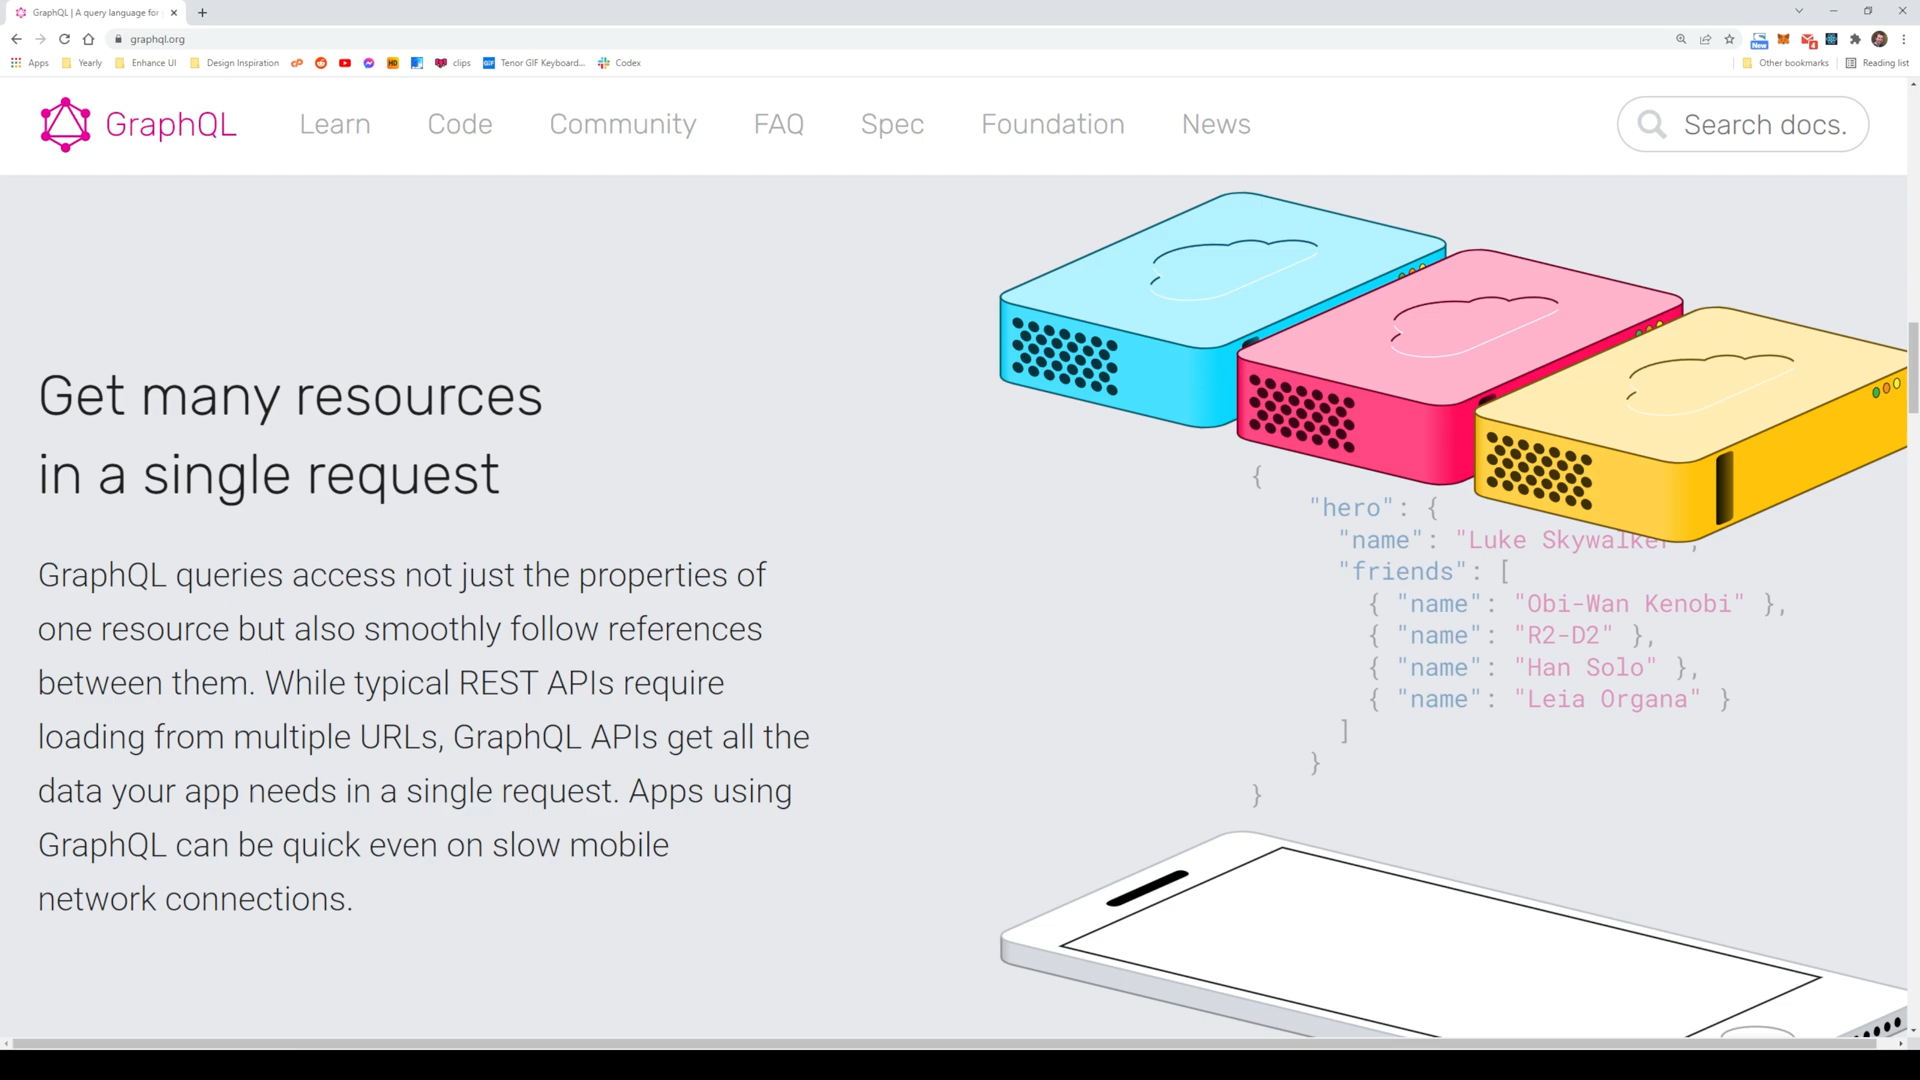 GraphQL | A query language for
graphql.org
New
4
Apps
Yearly
Enhance UI
Design Inspiration
HD
clips
GIF
Tenor GIF Keyboard...
Codex
Other bookmarks
Reading list
GraphQL
Learn
Code
Community
FAQ
Spec
Foundation
News
Search docs.
Get many resources
in a single request
GraphQL queries access not just the properties of
one resource but also smoothly follow references
between them. While typical REST APIs require
loading from multiple URLs, GraphQL APIs get all the
data your app needs in a single request. Apps using
GraphQL can be quick even on slow mobile
network connections.
{
"hero": {
"name": "Luke Skywalker",
"friends": [
{ "name": "Obi-Wan Kenobi" },
{ "name": "R2-D2" },
{ "name": "Han Solo" },
{ "name": "Leia Organa" }
]
}
}